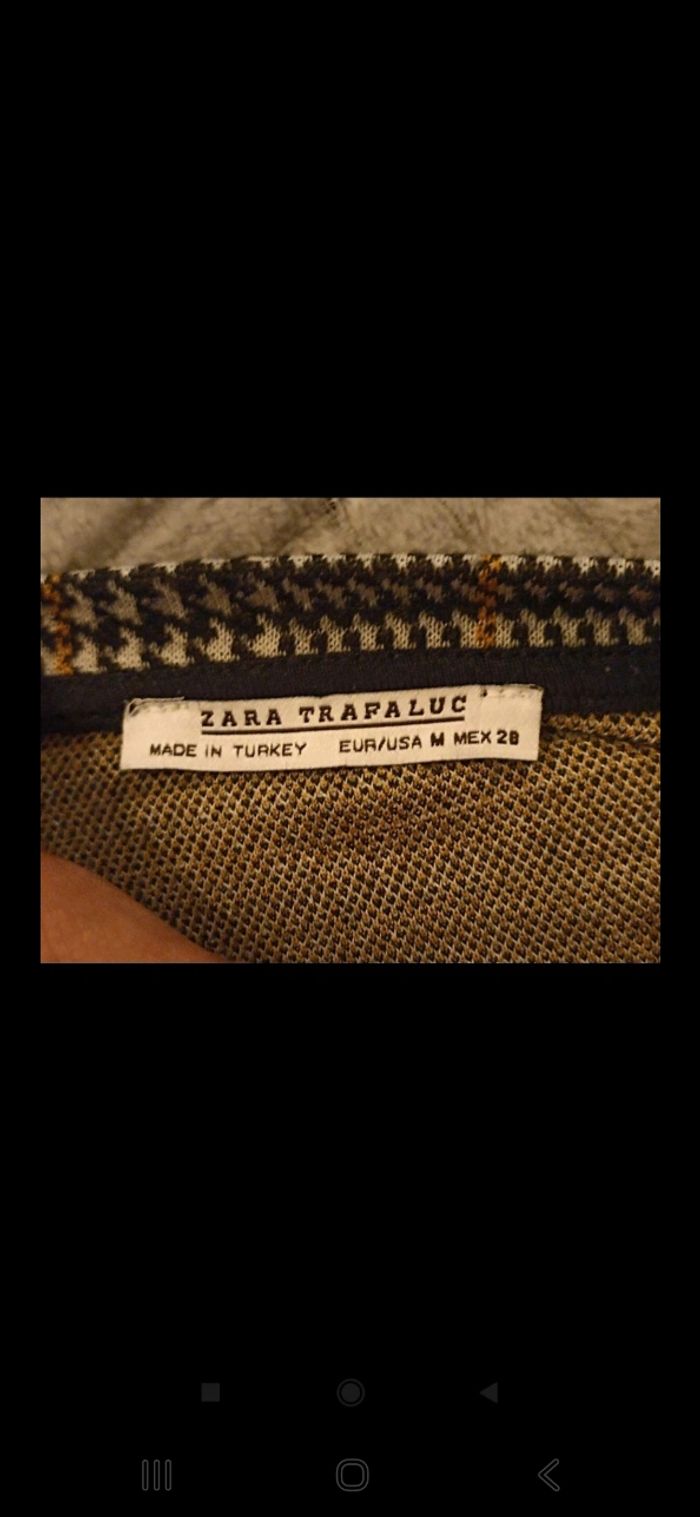 ZARA TRAFALUC
MADE IN TURKEY EUR/USA M MEX 28